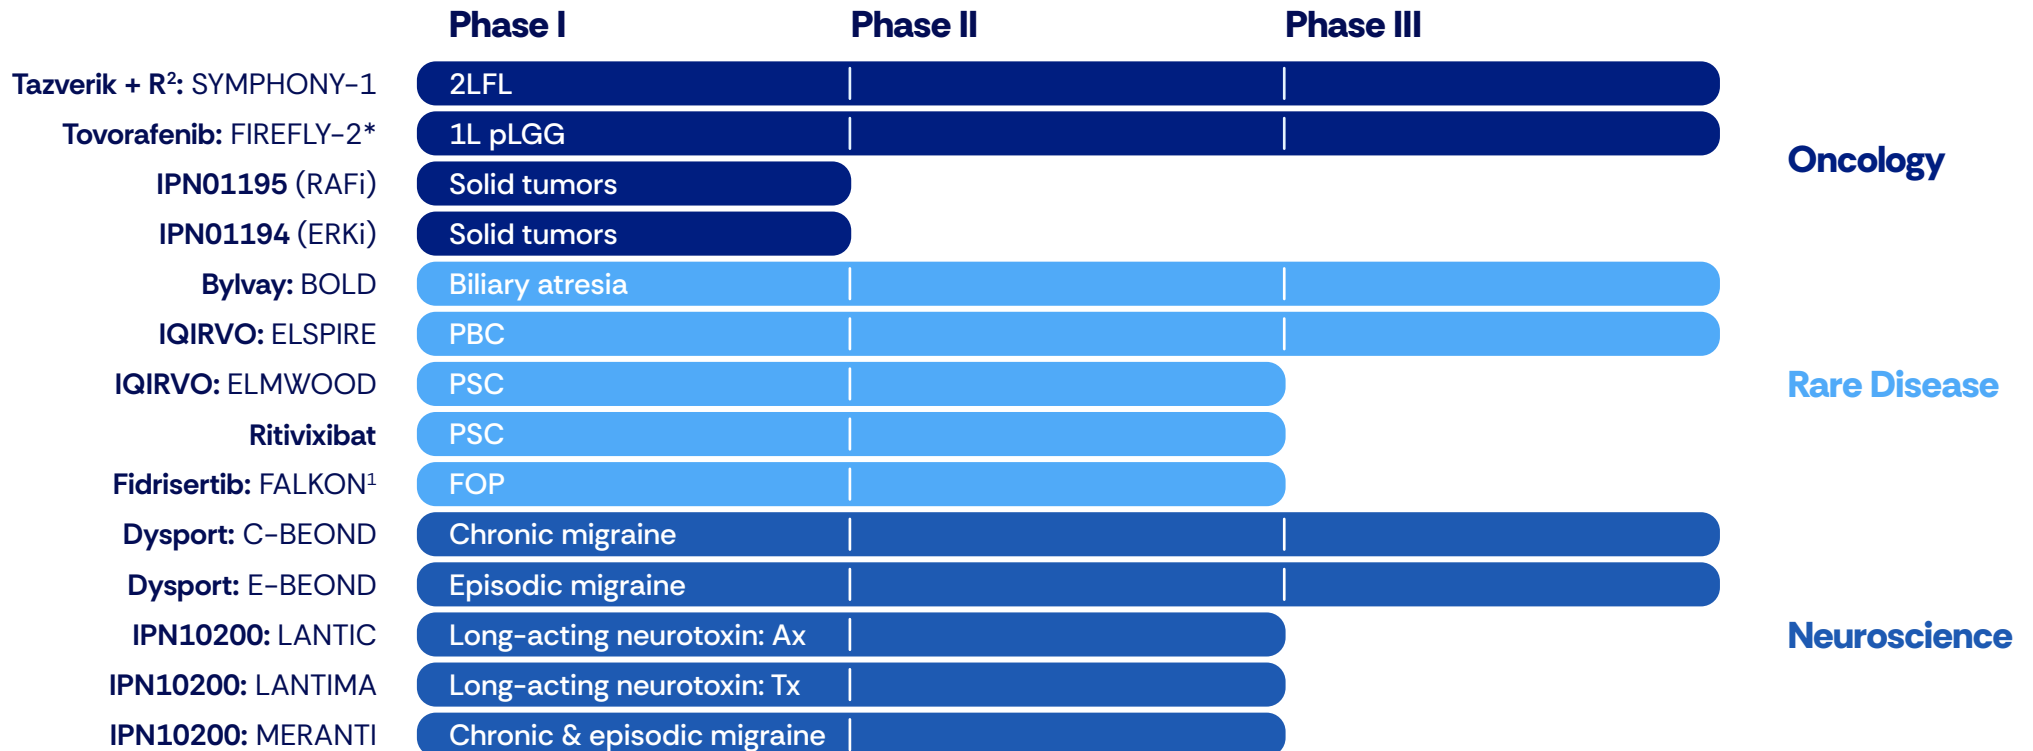 Phase I Phase II Phase III
Tazverik + R²: SYMPHONY-1 2LFL
Tovorafenib: FIREFLY-2* 1L pLGG
Oncology
IPN01195 (RAFi) Solid tumors
IPN01194 (ERKi) Solid tumors
Bylvay: BOLD Biliary atresia
IQIRVO: ELSPIRE PBC
IQIRVO: ELMWOOD PSC Rare Disease
Ritivixibat PSC
Fidrisertib: FALKON¹ FOP
Dysport: C-BEOND Chronic migraine
Dysport: E-BEOND Episodic migraine
IPN10200: LANTIC Long-acting neurotoxin: Ax Neuroscience
IPN10200: LANTIMA Long-acting neurotoxin: Tx
IPN10200: MERANTI Chronic & episodic migraine